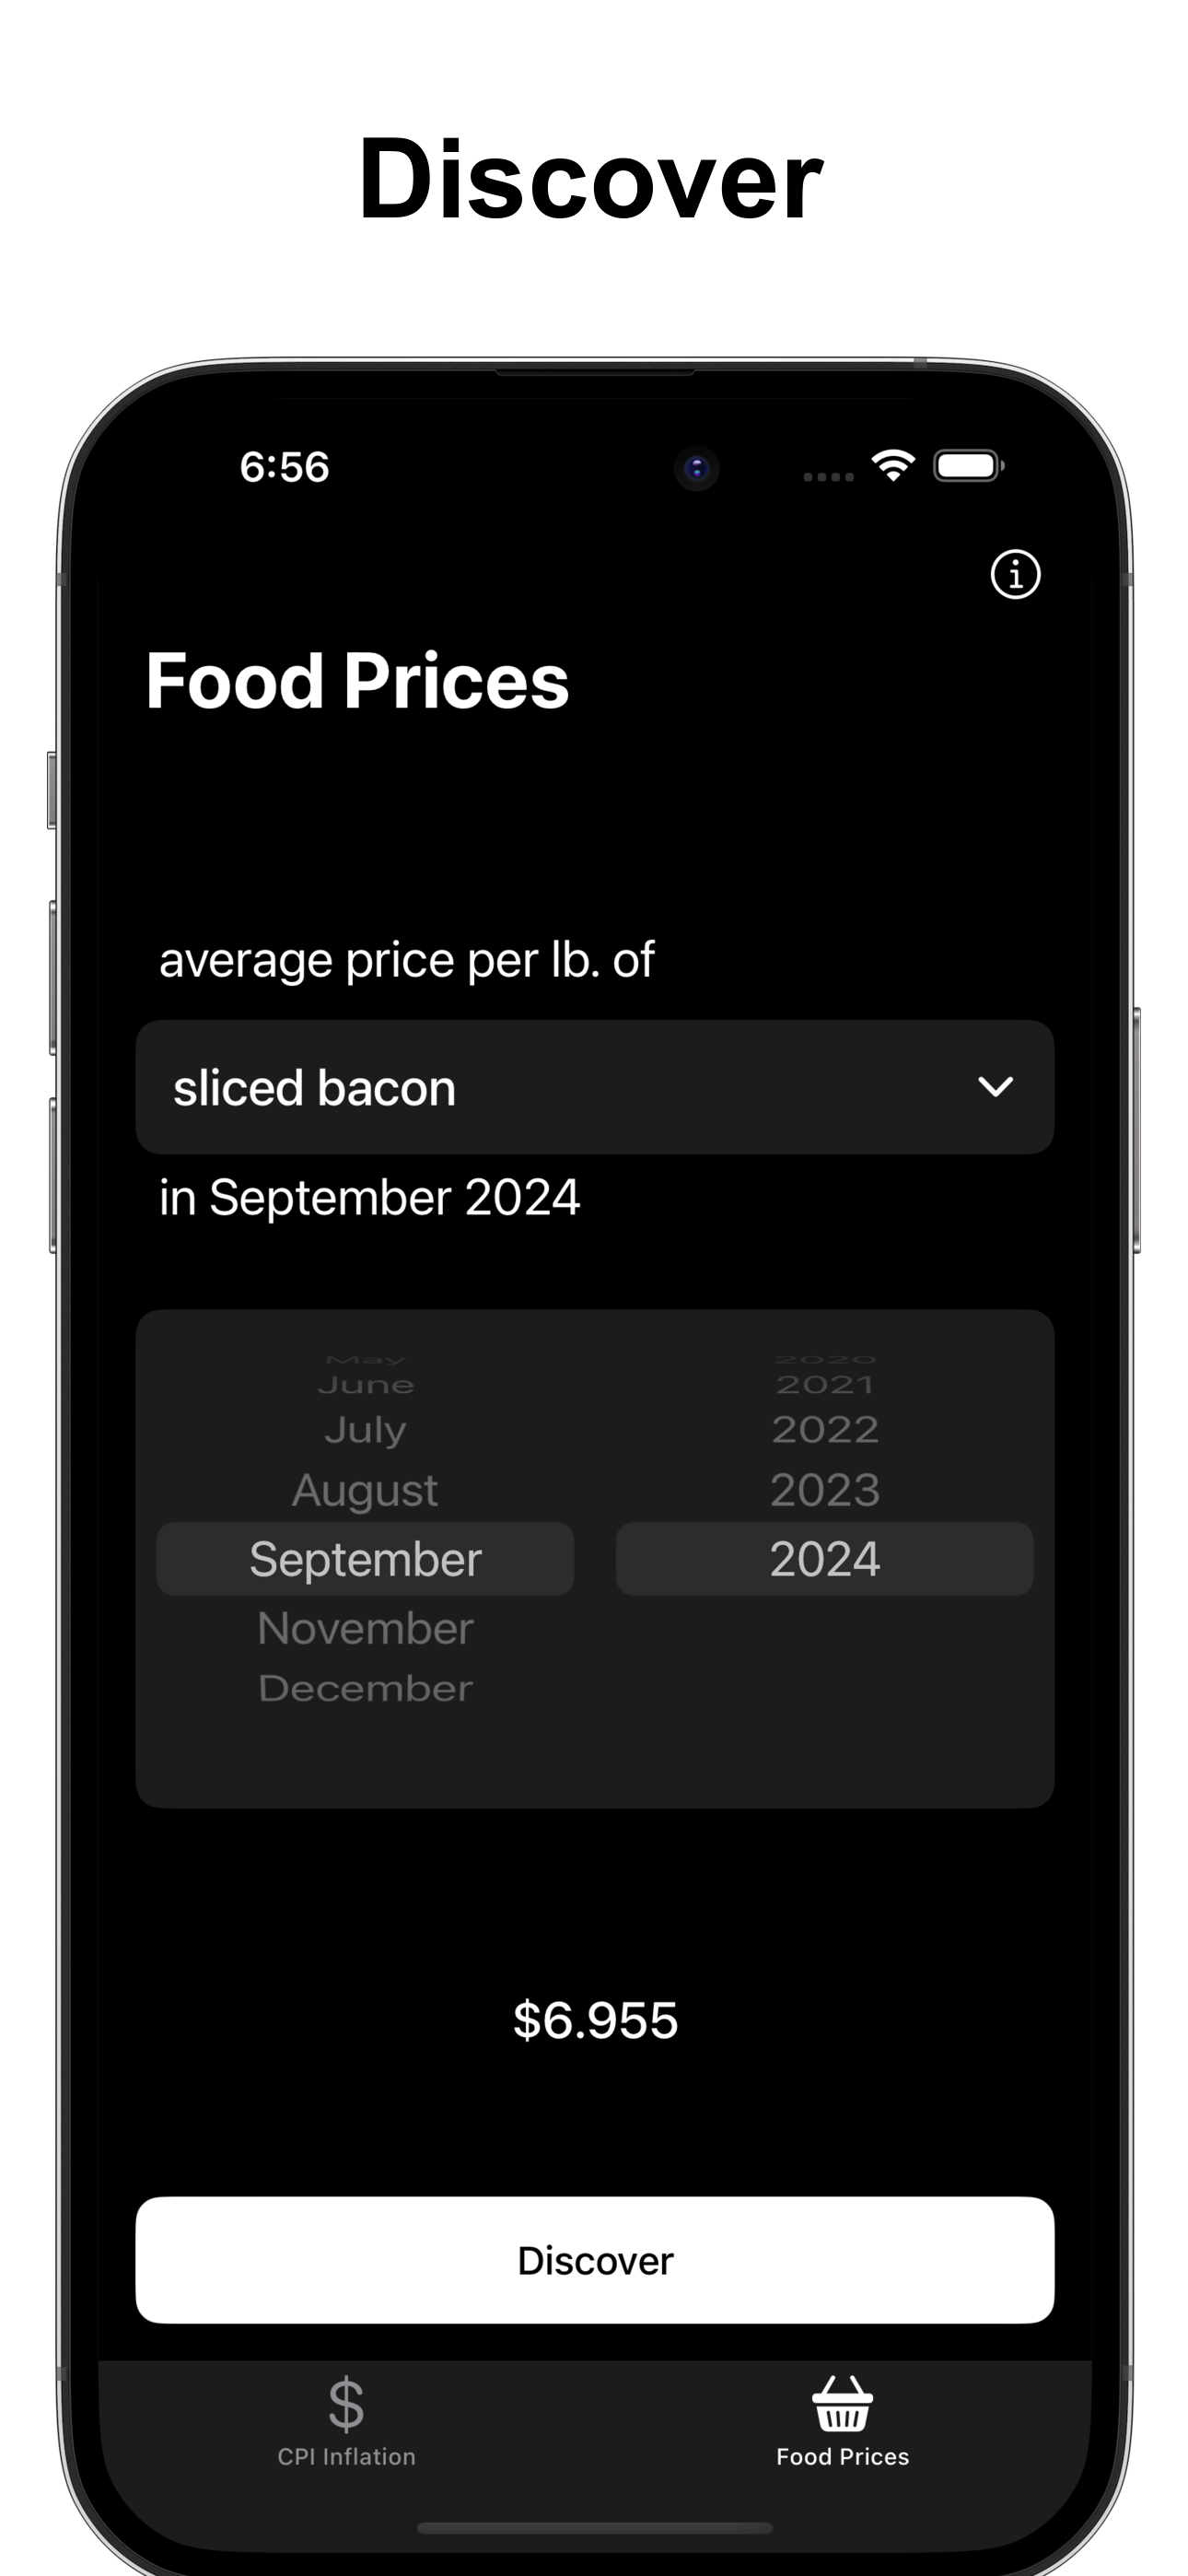 Discover
6:56
Food Prices
average price per lb. of
sliced bacon
in September 2024
May 2020
June 2021
July 2022
August 2023
September 2024
November
December
$6.955
Discover
CPI Inflation Food Prices